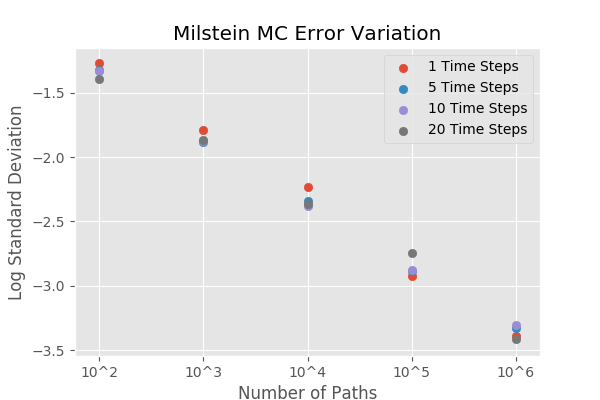 Milstein MC Error Variation
1 Time Steps
5 Time Steps
10 Time Steps
20 Time Steps
Log Standard Deviation
−1.5
−2.0
−2.5
−3.0
−3.5
10^2 10^3 10^4 10^5 10^6
Number of Paths